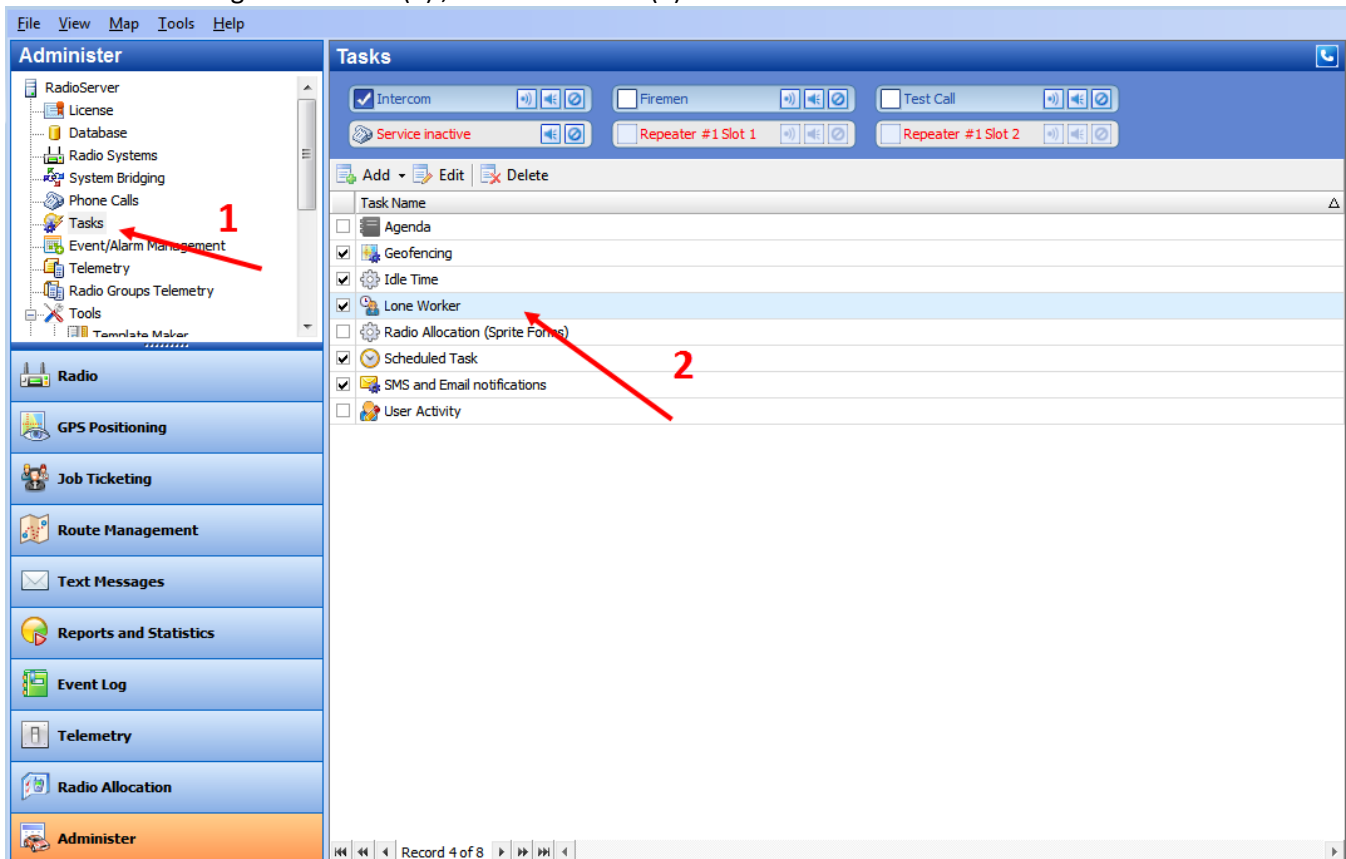 File View Map Tools Help
Administer
RadioServer
License
Database
Radio Systems
System Bridging
Phone Calls
Tasks
1
Event/Alarm Management
Telemetry
Radio Groups Telemetry
Tools
Template Maker
Radio
GPS Positioning
Job Ticketing
Route Management
Text Messages
Reports and Statistics
Event Log
Telemetry
Radio Allocation
Administer
Tasks
Intercom Firemen Test Call
Service inactive Repeater #1 Slot 1 Repeater #1 Slot 2
Add Edit Delete
Task Name
Agenda
Geofencing
Idle Time
Lone Worker
Radio Allocation (Sprite Forms)
Scheduled Task
2
SMS and Email notifications
User Activity
Record 4 of 8